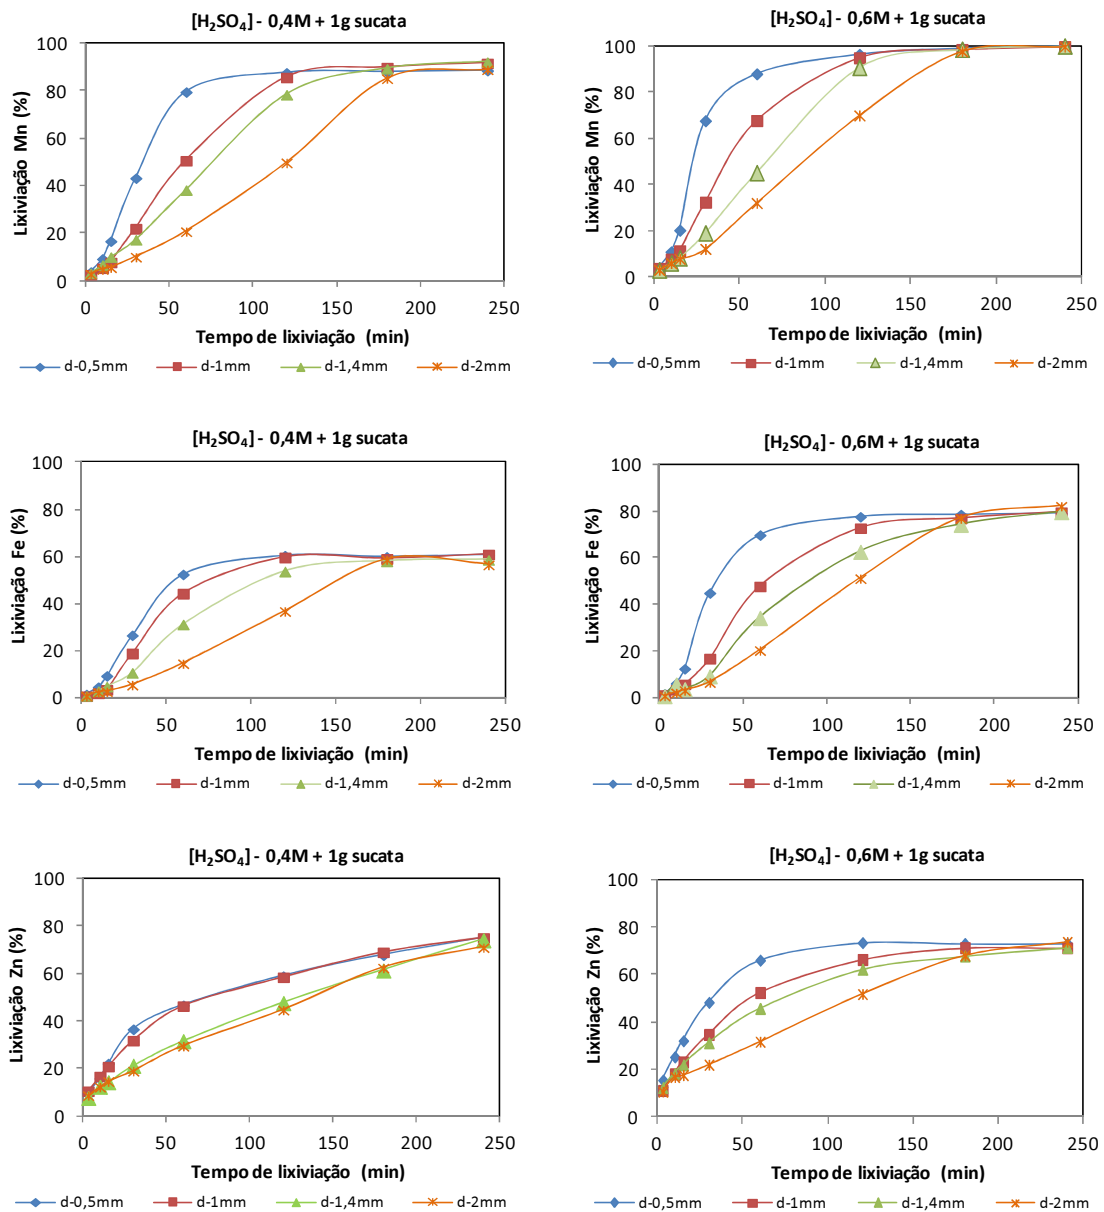 [H₂SO₄] - 0,4M + 1g sucata
Lixiviação Mn (%)
100
80
60
40
20
0
0 50 100 150 200 250
Tempo de lixiviação (min)
d-0,5mm d-1mm d-1,4mm d-2mm
[H₂SO₄] - 0,6M + 1g sucata
Lixiviação Mn (%)
100
80
60
40
20
0
0 50 100 150 200 250
Tempo de lixiviação (min)
d-0,5mm d-1mm d-1,4mm d-2mm
[H₂SO₄] - 0,4M + 1g sucata
Lixiviação Fe (%)
100
80
60
40
20
0
0 50 100 150 200 250
Tempo de lixiviação (min)
d-0,5mm d-1mm d-1,4mm d-2mm
[H₂SO₄] - 0,6M + 1g sucata
Lixiviação Fe (%)
100
80
60
40
20
0
0 50 100 150 200 250
Tempo de lixiviação (min)
d-0,5mm d-1mm d-1,4mm d-2mm
[H₂SO₄] - 0,4M + 1g sucata
Lixiviação Zn (%)
100
80
60
40
20
0
0 50 100 150 200 250
Tempo de lixiviação (min)
d-0,5mm d-1mm d-1,4mm d-2mm
[H₂SO₄] - 0,6M + 1g sucata
Lixiviação Zn (%)
100
80
60
40
20
0
0 50 100 150 200 250
Tempo de lixiviação (min)
d-0,5mm d-1mm d-1,4mm d-2mm